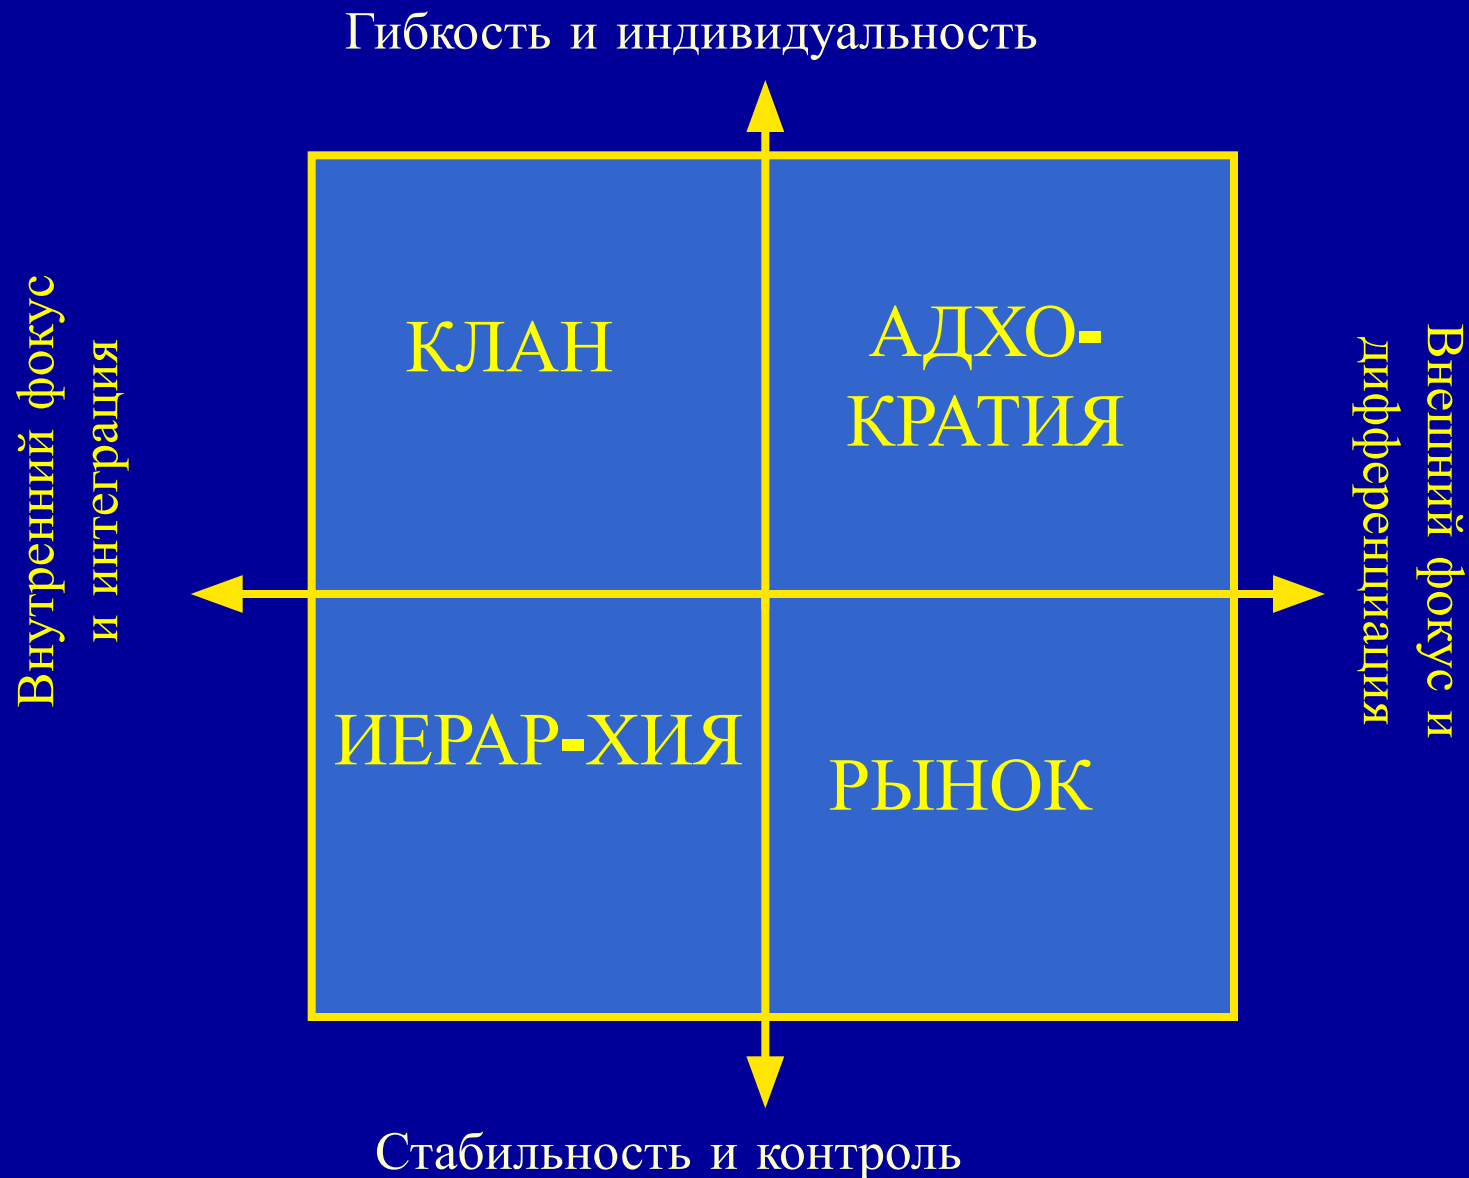 Гибкость и индивидуальность
Внутренний фокус
и интеграция
КЛАН
АДХО-
КРАТИЯ
Внешний фокус и
дифференциация
ИЕРАР-ХИЯ
РЫНОК
Стабильность и контроль